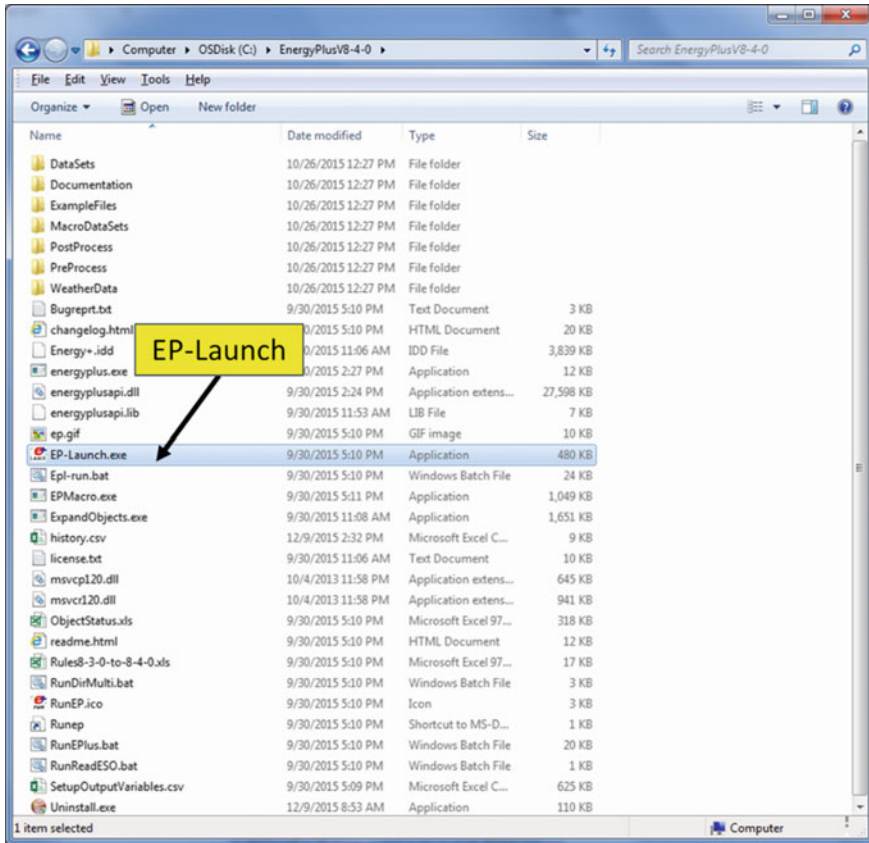 Computer ▸ OSDisk (C:) ▸ EnergyPlusV8-4-0 ▸ Search EnergyPlusV8-4-0
File Edit View Tools Help
Organize Open New folder
Name Date modified Type Size
DataSets 10/26/2015 12:27 PM File folder
Documentation 10/26/2015 12:27 PM File folder
ExampleFiles 10/26/2015 12:27 PM File folder
MacroDataSets 10/26/2015 12:27 PM File folder
PostProcess 10/26/2015 12:27 PM File folder
PreProcess 10/26/2015 12:27 PM File folder
WeatherData 10/26/2015 12:27 PM File folder
Bugreprt.txt 9/30/2015 5:10 PM Text Document 3 KB
changelog.html 0/2015 5:10 PM HTML Document 20 KB
Energy+.idd 0/2015 11:06 AM IDD File 3,839 KB
EP-Launch
energyplus.exe 0/2015 2:27 PM Application 12 KB
energyplusapi.dll 9/30/2015 2:24 PM Application extens... 27,598 KB
energyplusapi.lib 9/30/2015 11:53 AM LIB File 7 KB
ep.gif 9/30/2015 5:10 PM GIF image 10 KB
EP-Launch.exe 9/30/2015 5:10 PM Application 480 KB
Epl-run.bat 9/30/2015 5:10 PM Windows Batch File 24 KB
EPMacro.exe 9/30/2015 5:11 PM Application 1,049 KB
ExpandObjects.exe 9/30/2015 11:08 AM Application 1,651 KB
history.csv 12/9/2015 2:32 PM Microsoft Excel C... 9 KB
license.txt 9/30/2015 11:06 AM Text Document 10 KB
msvcp120.dll 10/4/2013 11:58 PM Application extens... 645 KB
msvcr120.dll 10/4/2013 11:58 PM Application extens... 941 KB
ObjectStatus.xls 9/30/2015 5:10 PM Microsoft Excel 97... 318 KB
readme.html 9/30/2015 5:10 PM HTML Document 12 KB
Rules8-3-0-to-8-4-0.xls 9/30/2015 5:10 PM Microsoft Excel 97... 17 KB
RunDirMulti.bat 9/30/2015 5:10 PM Windows Batch File 3 KB
RunEP.ico 9/30/2015 5:10 PM Icon 3 KB
Runep 9/30/2015 5:10 PM Shortcut to MS-D... 1 KB
RunEPlus.bat 9/30/2015 5:10 PM Windows Batch File 20 KB
RunReadESO.bat 9/30/2015 5:10 PM Windows Batch File 1 KB
SetupOutputVariables.csv 9/30/2015 5:09 PM Microsoft Excel C... 625 KB
Uninstall.exe 12/9/2015 8:53 AM Application 110 KB
1 item selected Computer